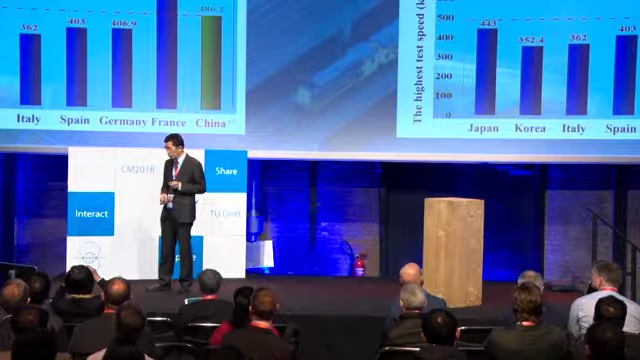 362
403
406.9
486.1
Italy
Spain
Germany
France
China
The highest test speed (k
500
400
300
200
100
0
443
352.4
362
403
Japan
Korea
Italy
Spain
CM2018
Share
Interact
TU Delft